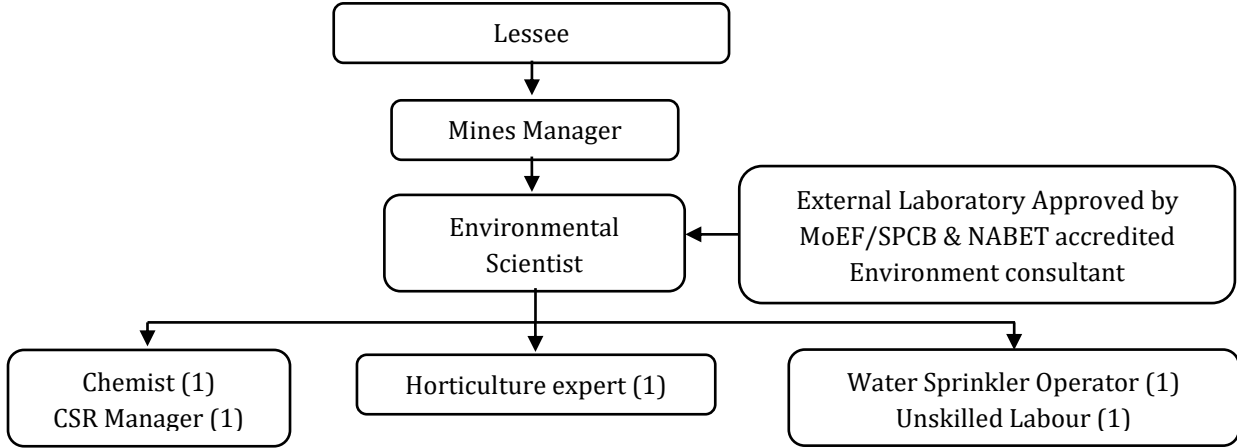 Lessee
Mines Manager
Environmental
Scientist
External Laboratory Approved by
MoEF/SPCB & NABET accredited
Environment consultant
Chemist (1)
CSR Manager (1)
Horticulture expert (1)
Water Sprinkler Operator (1)
Unskilled Labour (1)